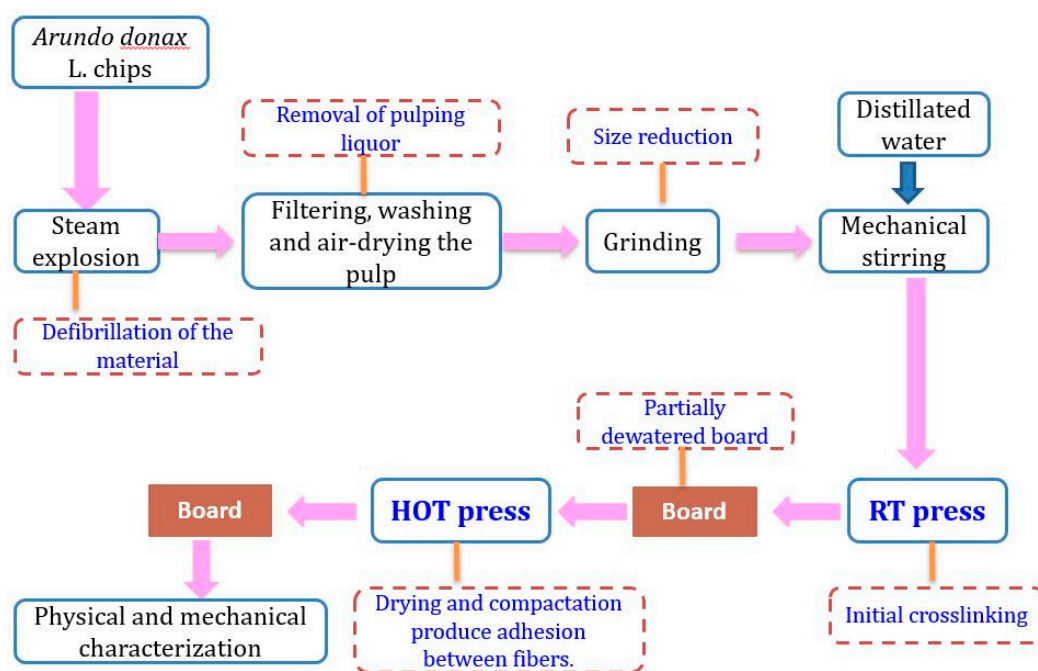 Arundo donax
L. chips
Removal of pulping
liquor
Size reduction
Distillated
water
Steam
explosion
Filtering, washing
and air-drying the
pulp
Grinding
Mechanical
stirring
Defibrillation of the
material
Partially
dewatered board
Board
HOT press
Board
RT press
Physical and mechanical
characterization
Drying and compactation
produce adhesion
between fibers.
Initial crosslinking